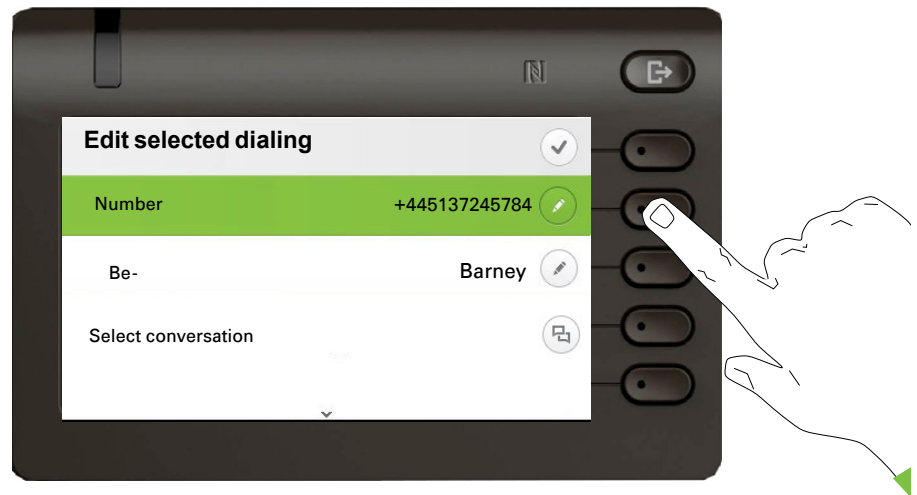 Edit selected dialing
Number +445137245784
Be- Barney
Select conversation